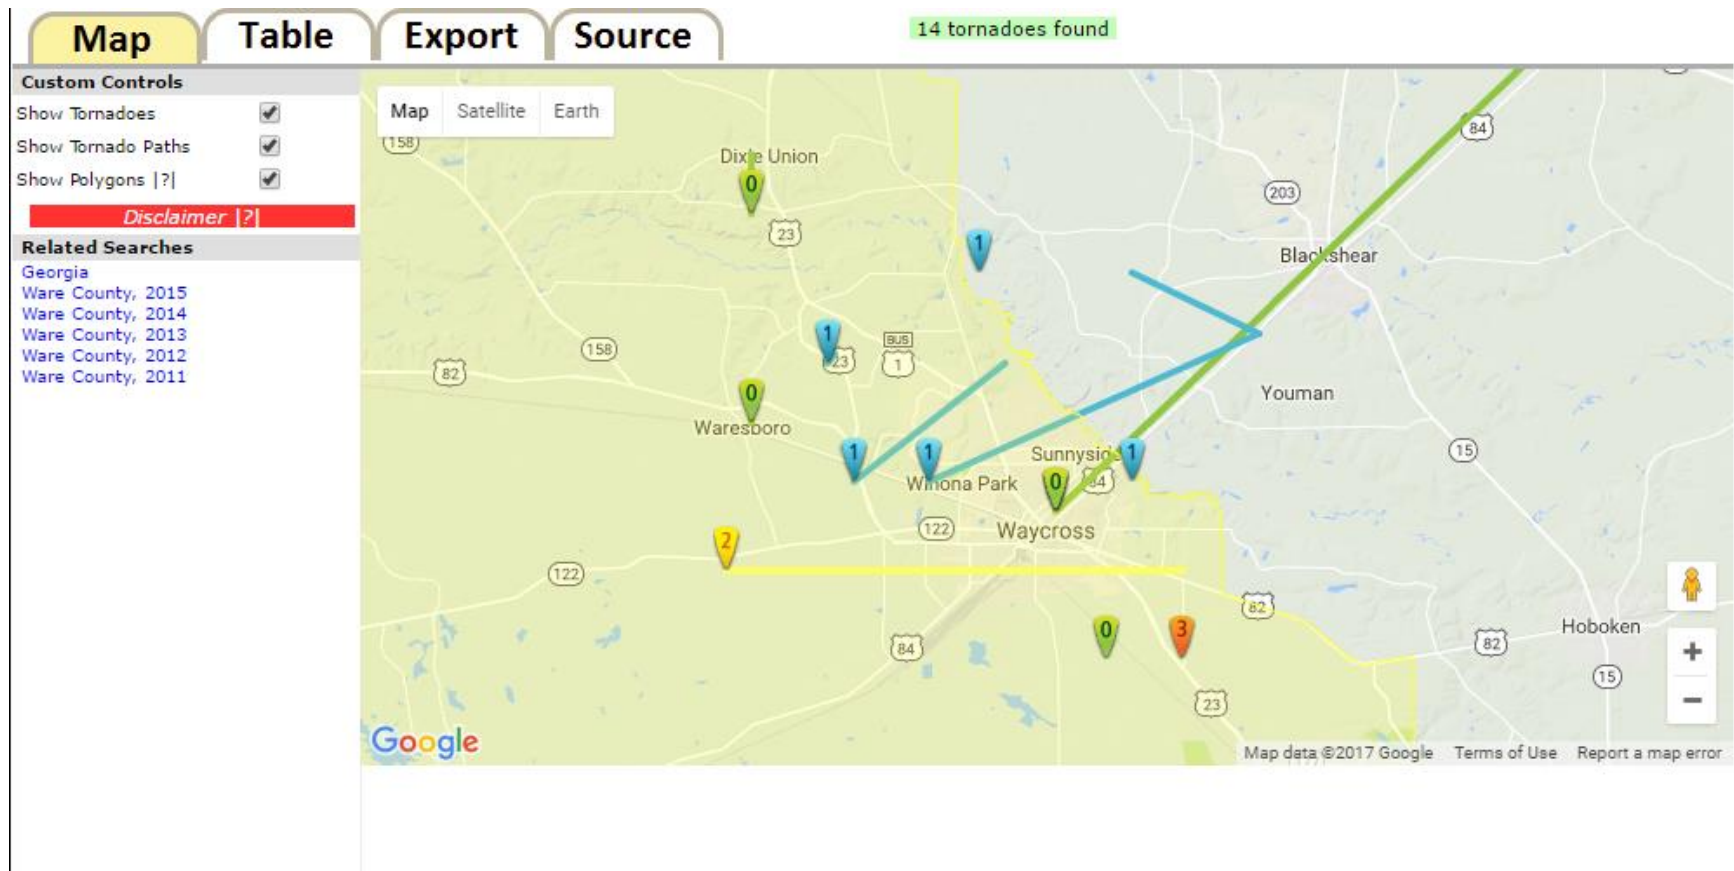 Map
Table
Export
Source
14 tornadoes found
Custom Controls
Show Tornadoes
Show Tornado Paths
Show Polygons |?|
Disclaimer |?|
Related Searches
Georgia
Ware County, 2015
Ware County, 2014
Ware County, 2013
Ware County, 2012
Ware County, 2011
Map Satellite Earth
158
84
Dixie Union
0
203
23
1
Blackshear
1
BUS
23
1
158
82
0
Youman
Waresboro
1
1
Sunnyside
1
15
Winona Park
0
84
122
Waycross
2
122
82
0
3
Hoboken
84
82
15
23
Google
Map data ©2017 Google Terms of Use Report a map error